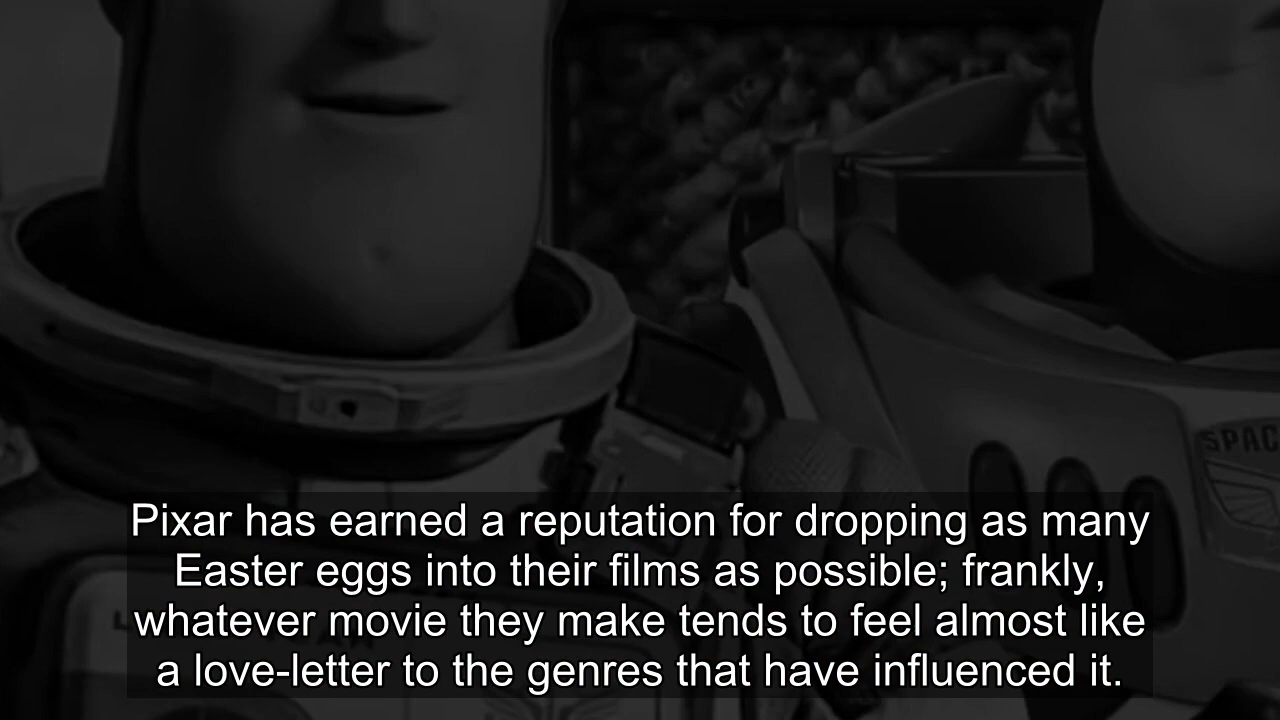 SPAC
Pixar has earned a reputation for dropping as many
Easter eggs into their films as possible; frankly,
whatever movie they make tends to feel almost like
a love-letter to the genres that have influenced it.